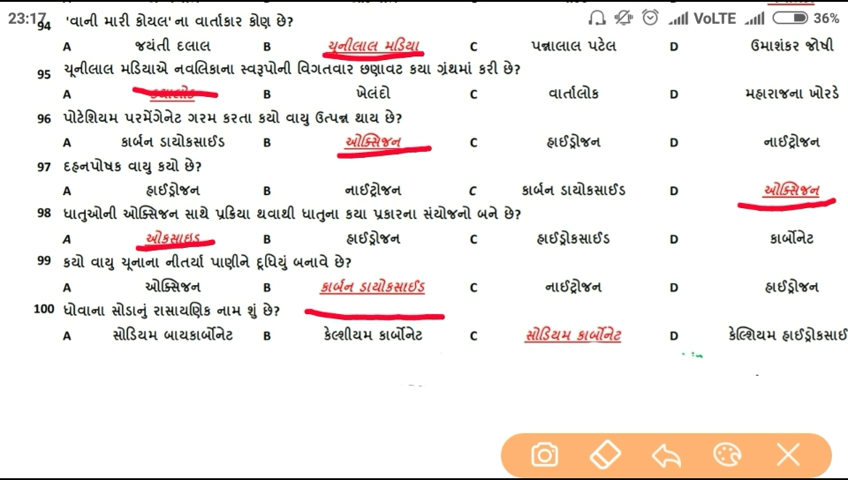 23:17 VoLTE 36%
94 'વાની મારી કોયલ' ના વાર્તાકાર કોણ છે?
A જયંતી દલાલ B ચૂનીલાલ મડિયા C પન્નાલાલ પટેલ D ઉમાશંકર જોષી
95 ચૂનીલાલ મડિયાએ નવલિકાના સ્વરૂપોની વિગતવાર છણાવટ કયા ગ્રંથમાં કરી છે?
A B ખેલંદો C વાર્તાલોક D મહારાજના ખોરડે
96 પોટેશિયમ પરમેંગેનેટ ગરમ કરતા કયો વાયુ ઉત્પન્ન થાય છે?
A કાર્બન ડાયોકસાઈડ B ઓક્સિજન C હાઈડ્રોજન D નાઈટ્રોજન
97 દહનપોષક વાયુ કયો છે?
A હાઈડ્રોજન B નાઈટ્રોજન C કાર્બન ડાયોકસાઈડ D ઓક્સિજન
98 ધાતુઓની ઓક્સિજન સાથે પ્રક્રિયા થવાથી ધાતુના કયા પ્રકારના સંયોજનો બને છે?
A ઓકસાઇડ B હાઈડ્રોજન C હાઈડ્રોકસાઈડ D કાર્બોનેટ
99 કયો વાયુ ચૂનાના નીતર્યા પાણીને દૂધિયું બનાવે છે?
A ઓક્સિજન B કાર્બન ડાયોકસાઈડ C નાઈટ્રોજન D હાઈડ્રોજન
100 ધોવાના સોડાનું રાસાયણિક નામ શું છે?
A સોડિયમ બાયકાર્બોનેટ B કેલ્શીયમ કાર્બોનેટ C સોડિયમ કાર્બોનેટ D કેલ્શિયમ હાઈડ્રોકસાઈ